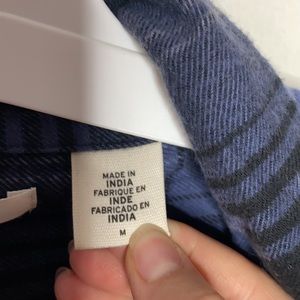 MADE IN
INDIA
FABRIQUE EN
INDE
FABRICADO EN
INDIA
M